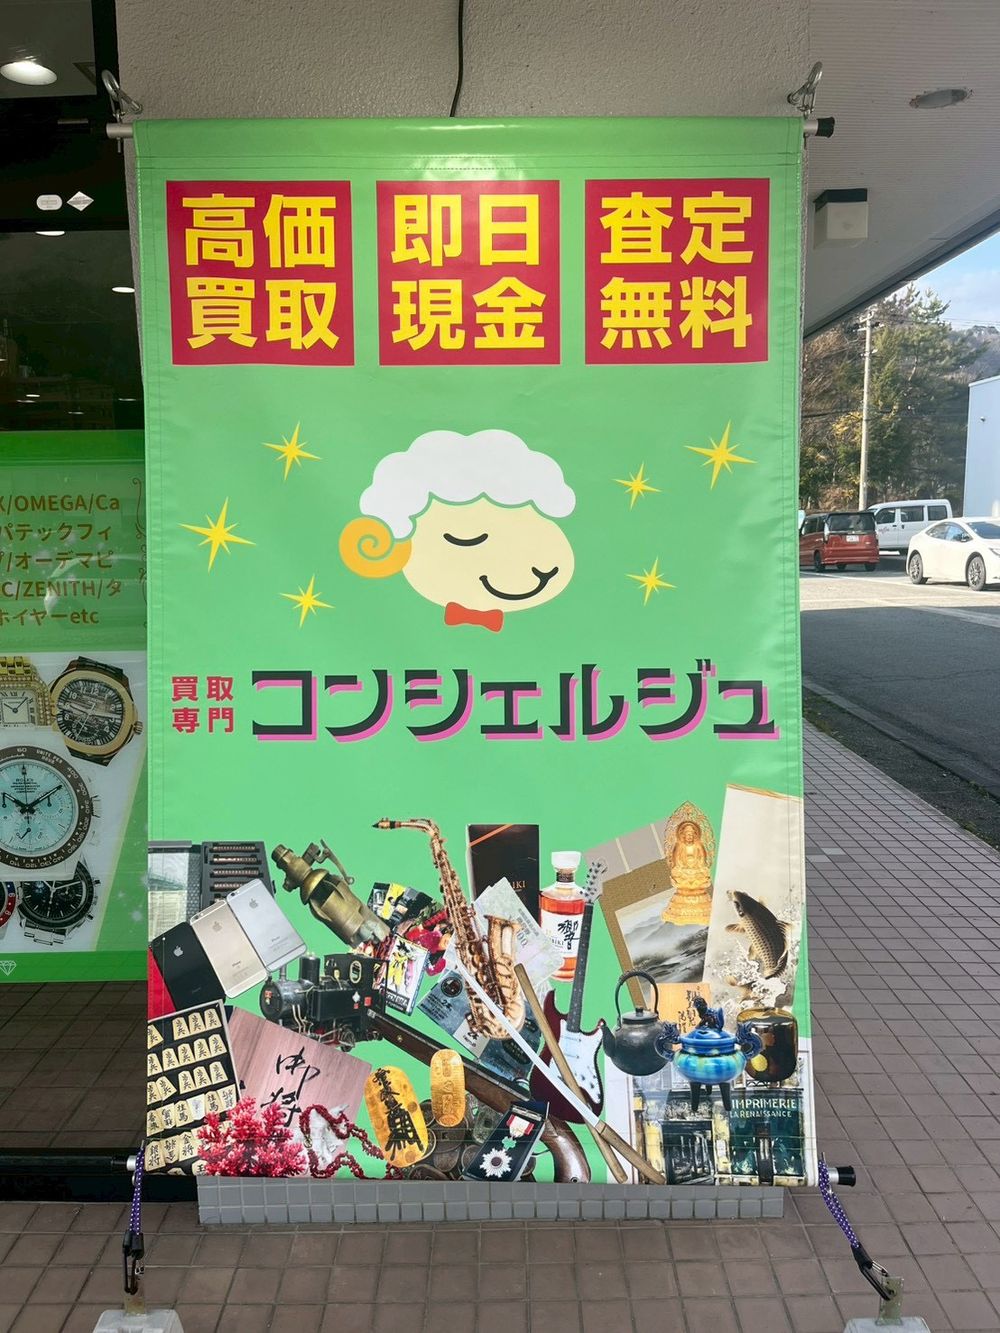 高価
買取
即日
現金
査定
無料
買取
専門
コンシェルジュ
X/OMEGA/Ca
パテックフィ
/オーデマピ
C/ZENITH/タ
ホイヤーetc
ROLEX
響
IMPRIMERIE
LA RENAISSANCE